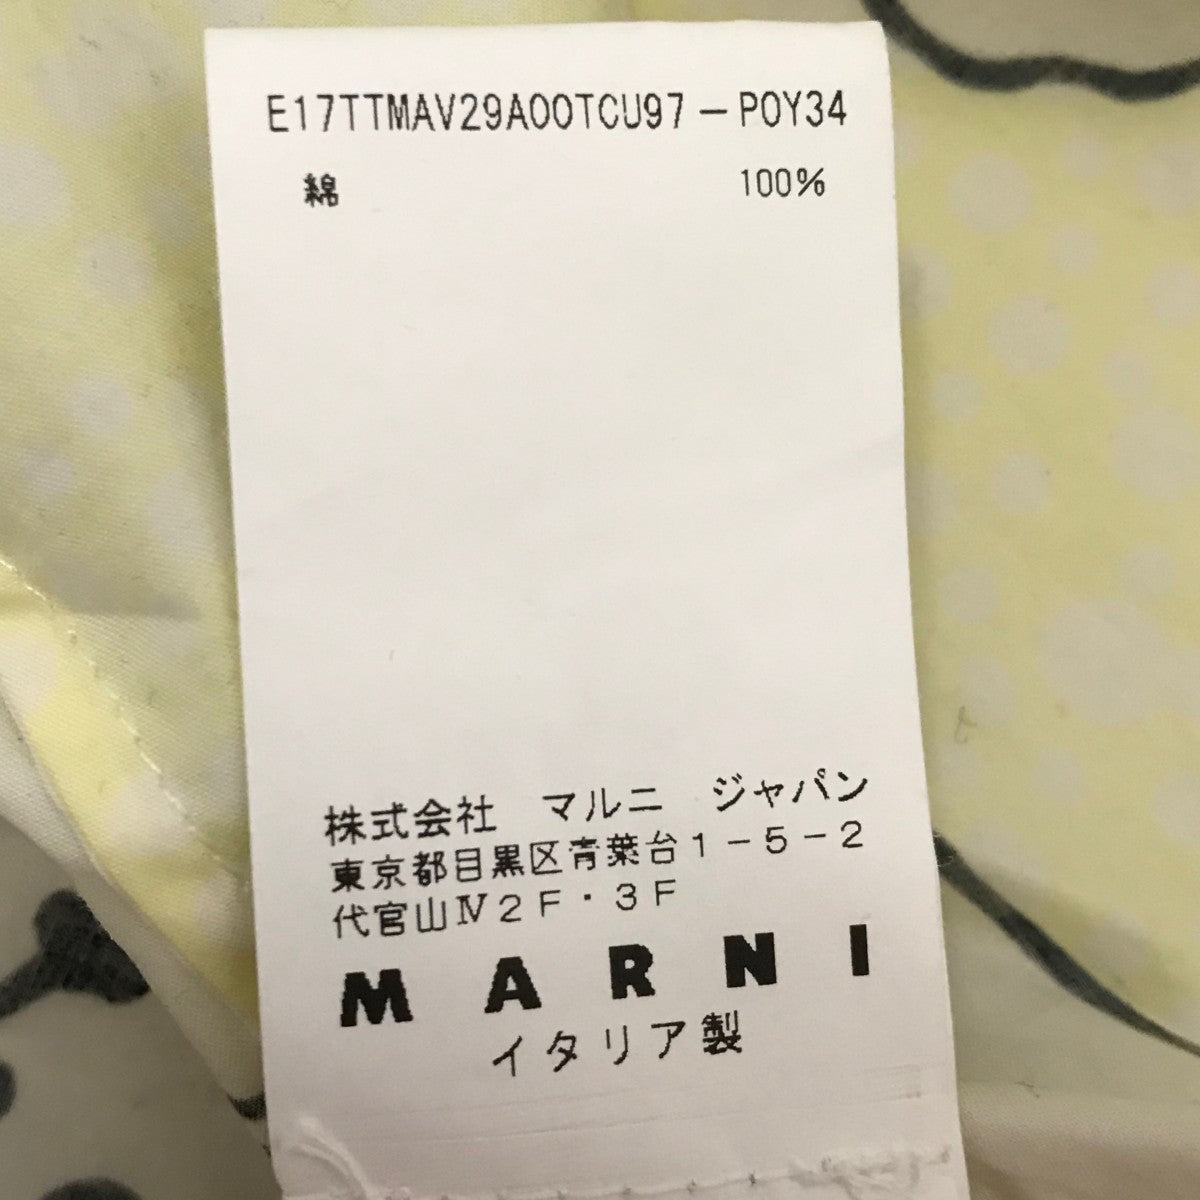 E17TTMAV29A00TCU97－POY34
綿 100%
株式会社　マルニ　ジャパン
東京都目黒区青葉台１－５－２
代官山Ⅳ２Ｆ・３Ｆ
MARNI
イタリア製